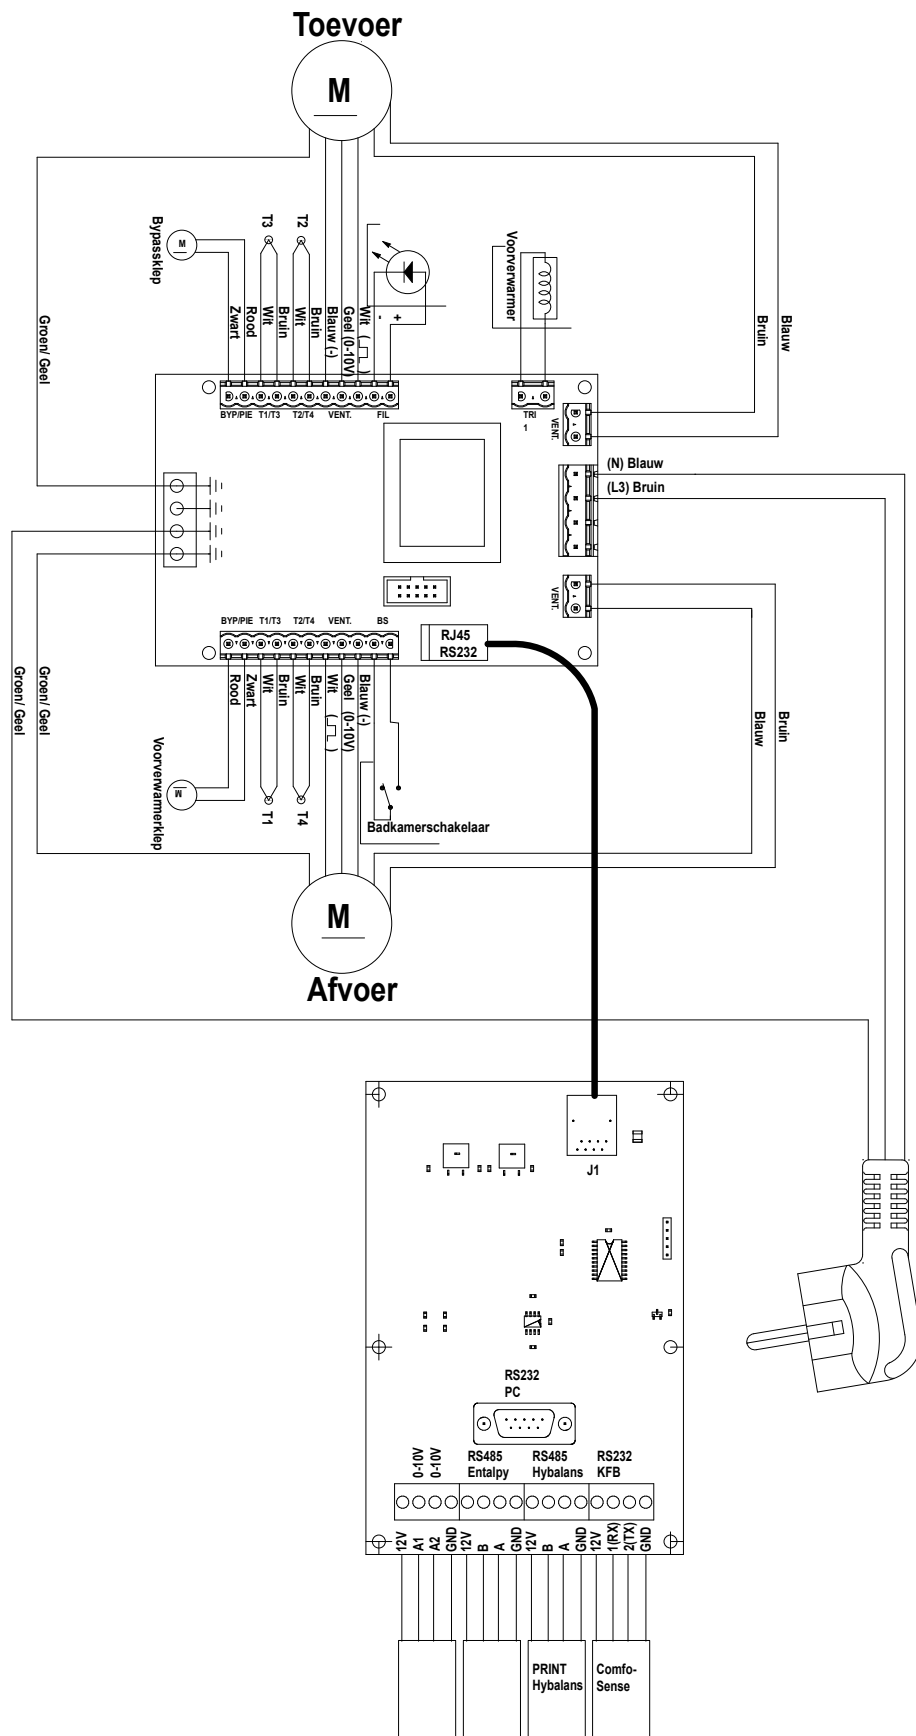 Toevoer
M
T3
T2
Bypassklep
M
Voorverwarmer
Zwart
Rood
Wit
Bruin
Wit
Bruin
Blauw (-)
Geel (0-10V)
Wit ( )
-
+
Groen/ Geel
Bruin
Blauw
BYP/PIE T1/T3 T2/T4 VENT. FIL
TRI
1
VENT.
(N) Blauw
(L3) Bruin
VENT.
BYP/PIE T1/T3 T2/T4 VENT. BS
RJ45
RS232
Groen/ Geel
Groen/ Geel
Rood
Zwart
Wit
Bruin
Wit
Bruin
Wit ( )
Geel (0-10V)
Blauw (-)
Blauw
Bruin
Voorverwarmerklep
M
T1
T4
Badkamerschakelaar
M
Afvoer
J1
RS232
PC
0-10V
0-10V
RS485
Entalpy
RS485
Hybalans
RS232
KFB
12V
A1
A2
GND
12V
B
A
GND
12V
B
A
GND
12V
1(RX)
2(TX)
GND
PRINT
Hybalans
Comfo-
Sense